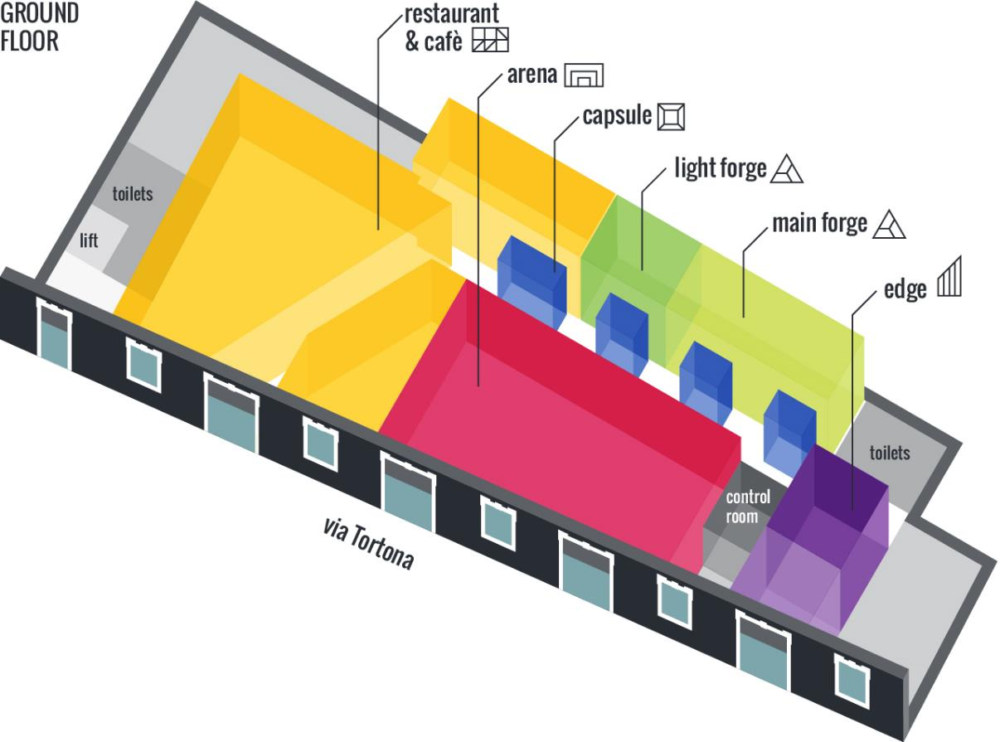 GROUND
FLOOR
restaurant
& cafè
arena
capsule
light forge
main forge
edge
toilets
lift
toilets
control
room
via Tortona